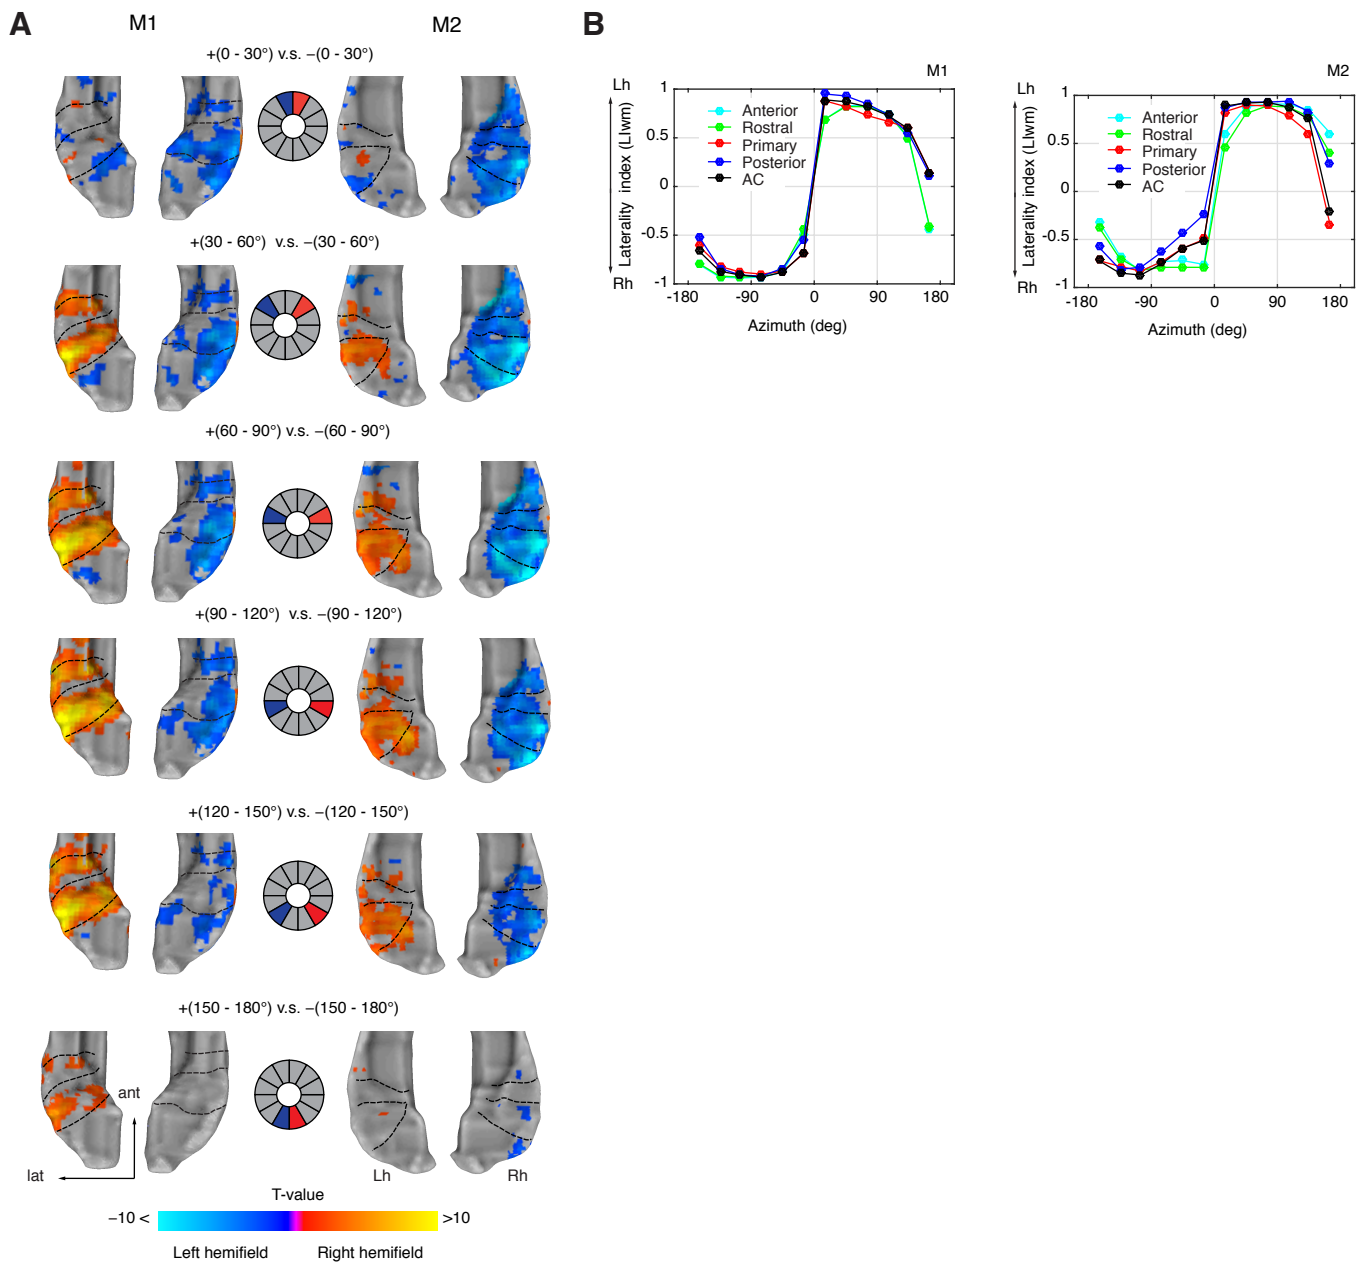 A
M1
M2
+(0 - 30°) v.s. −(0 - 30°)
+(30 - 60°) v.s. −(30 - 60°)
+(60 - 90°) v.s. −(60 - 90°)
+(90 - 120°) v.s. −(90 - 120°)
+(120 - 150°) v.s. −(120 - 150°)
+(150 - 180°) v.s. −(150 - 180°)
ant
lat
Lh
Rh
T-value
−10 <
>10
Left hemifield
Right hemifield
B
M1
Lh
Laterality index (LIwm)
Rh
1
0.5
0
-0.5
-1
Anterior
Rostral
Primary
Posterior
AC
-180
-90
0
90
180
Azimuth (deg)
M2
Lh
Laterality index (LIwm)
Rh
1
0.5
0
-0.5
-1
Anterior
Rostral
Primary
Posterior
AC
-180
-90
0
90
180
Azimuth (deg)